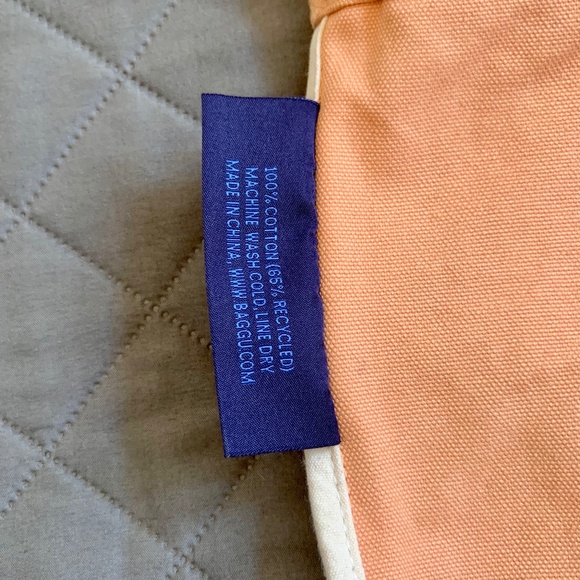 100% COTTON (65% RECYCLED)
MACHINE WASH COLD, LINE DRY
MADE IN CHINA, WWW.BAGGU.COM